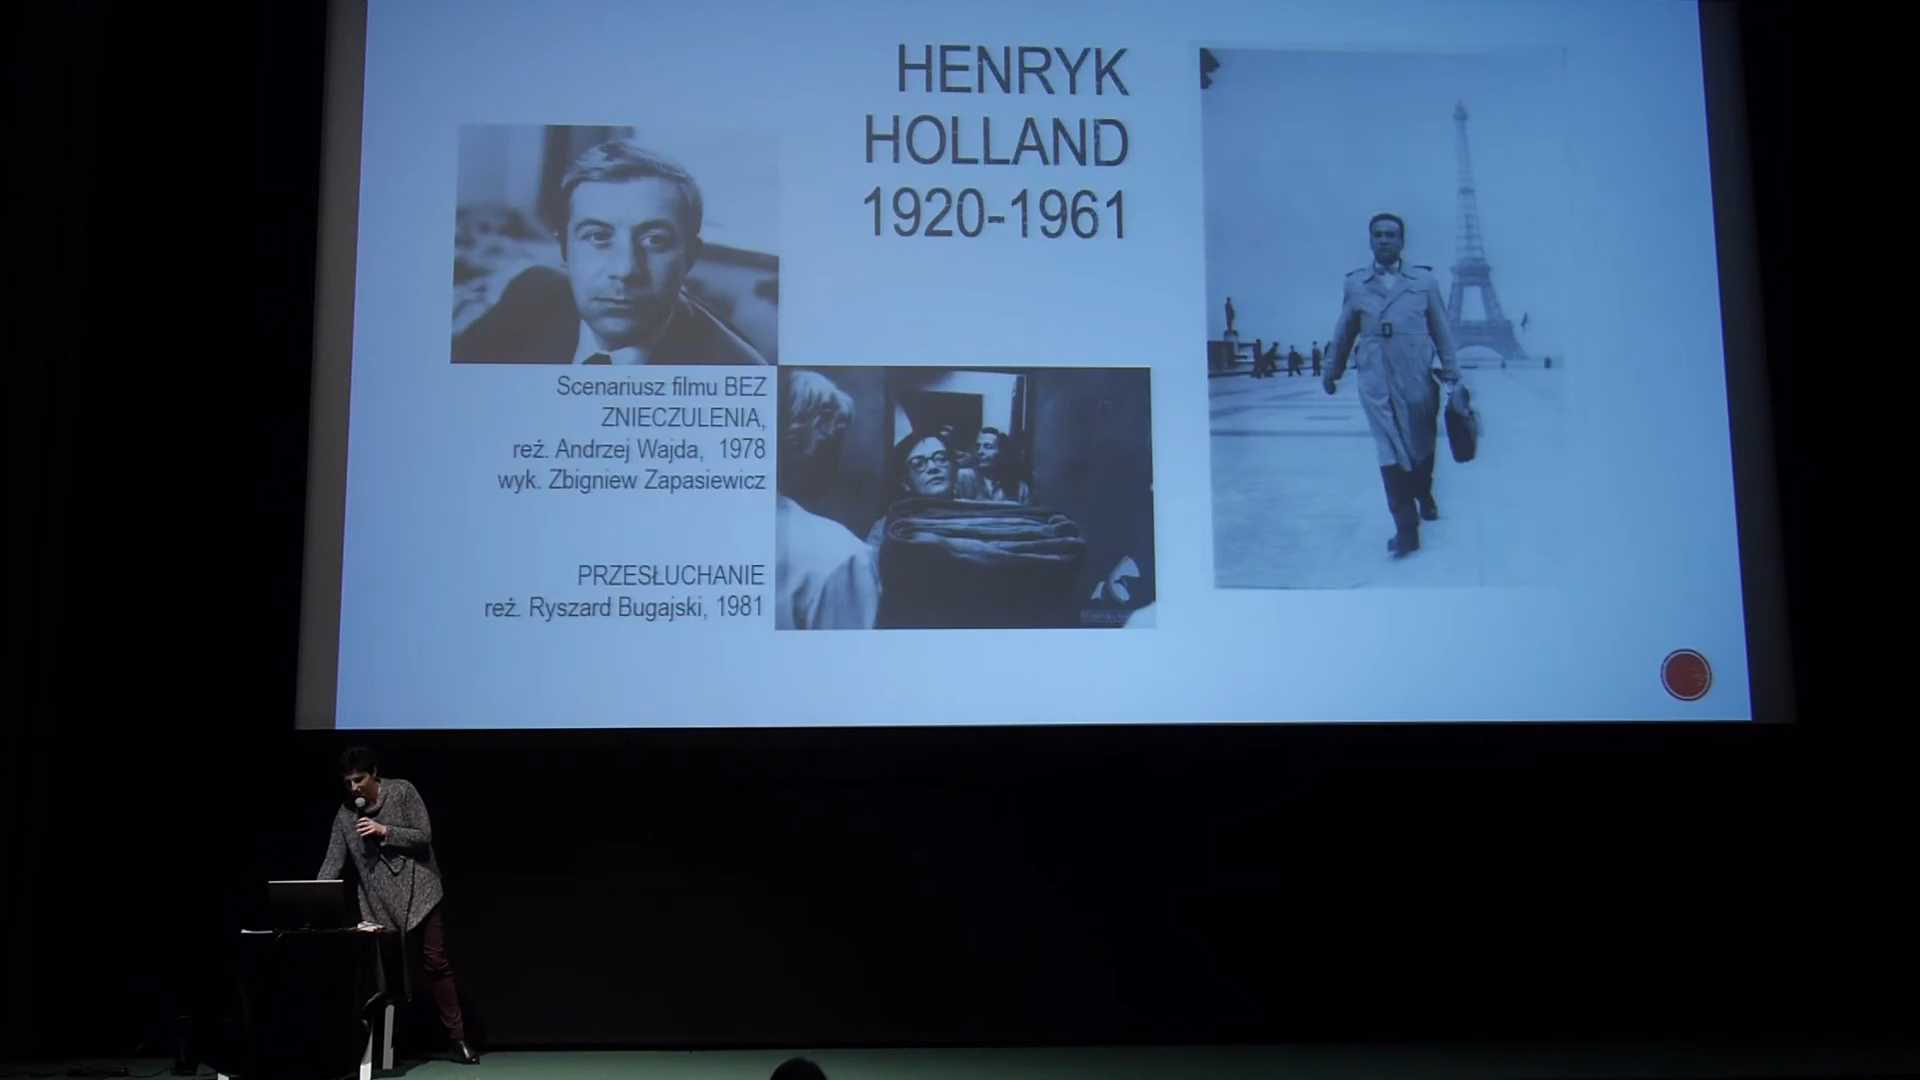 HENRYK
HOLLAND
1920-1961
Scenariusz filmu BEZ
ZNIECZULENIA,
reż. Andrzej Wajda, 1978
wyk. Zbigniew Zapasiewicz
PRZESŁUCHANIE
reż. Ryszard Bugajski, 1981